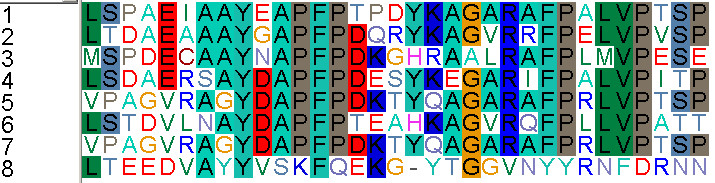 1 LSPAEIAAYEAPFPTPDYKAGARAFPALVPTSP
2 LTDAEAAAYGAPFPDQRYKAGVRRFPELVPVSP
3 MSPDECAAYNAPFPDKGHRAALRAFPLMVPESE
4 LSDAERSAYDAPFPDESYKEGARIFPALVPITP
5 VPAGVRAGYDAPFPDKTYQAGARAFPRLVPTSP
6 LSTDVLNAYDAPFPTEAHKAGVRQFPLLVPATT
7 VPAGVRAGYDAPFPDKTYQAGARAFPRLVPTSP
8 LTEEDVAYYVSKFQEKG-YTGGVNYYRNFDRNN